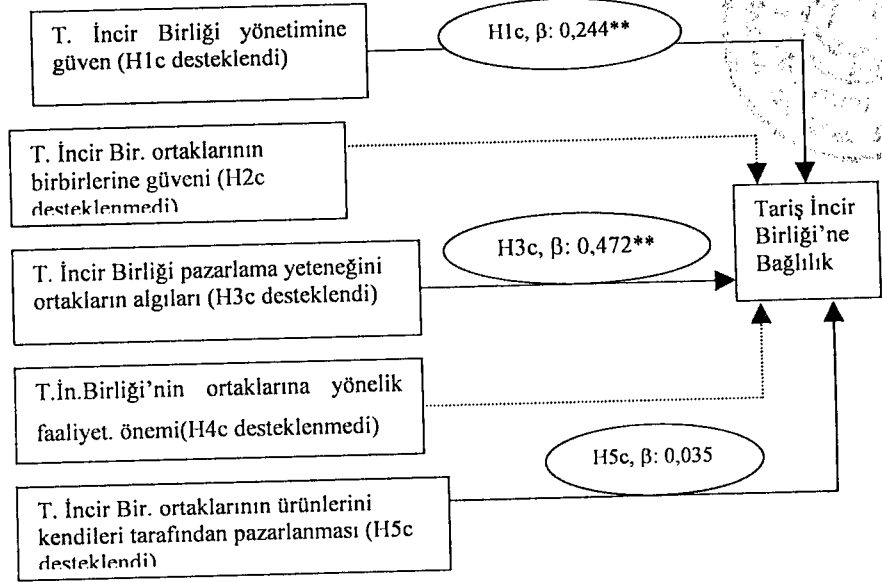 T. İncir Birliği yönetimine
güven (H1c desteklendi)
H1c, β: 0,244**
T. İncir Bir. ortaklarının
birbirlerine güveni (H2c
desteklenmedi)
Tariş İncir
Birliği’ne
Bağlılık
H3c, β: 0,472**
T. İncir Birliği pazarlama yeteneğini
ortakların algıları (H3c desteklendi)
T.İn.Birliği’nin ortaklarına yönelik
faaliyet. önemi(H4c desteklenmedi)
H5c, β: 0,035
T. İncir Bir. ortaklarının ürünlerini
kendileri tarafından pazarlanması (H5c
desteklendi)